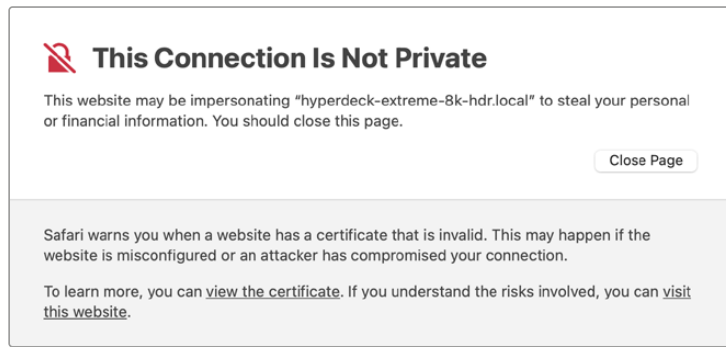 This Connection Is Not Private
This website may be impersonating “hyperdeck-extreme-8k-hdr.local” to steal your personal
or financial information. You should close this page.
Close Page
Safari warns you when a website has a certificate that is invalid. This may happen if the
website is misconfigured or an attacker has compromised your connection.
To learn more, you can view the certificate. If you understand the risks involved, you can visit
this website.